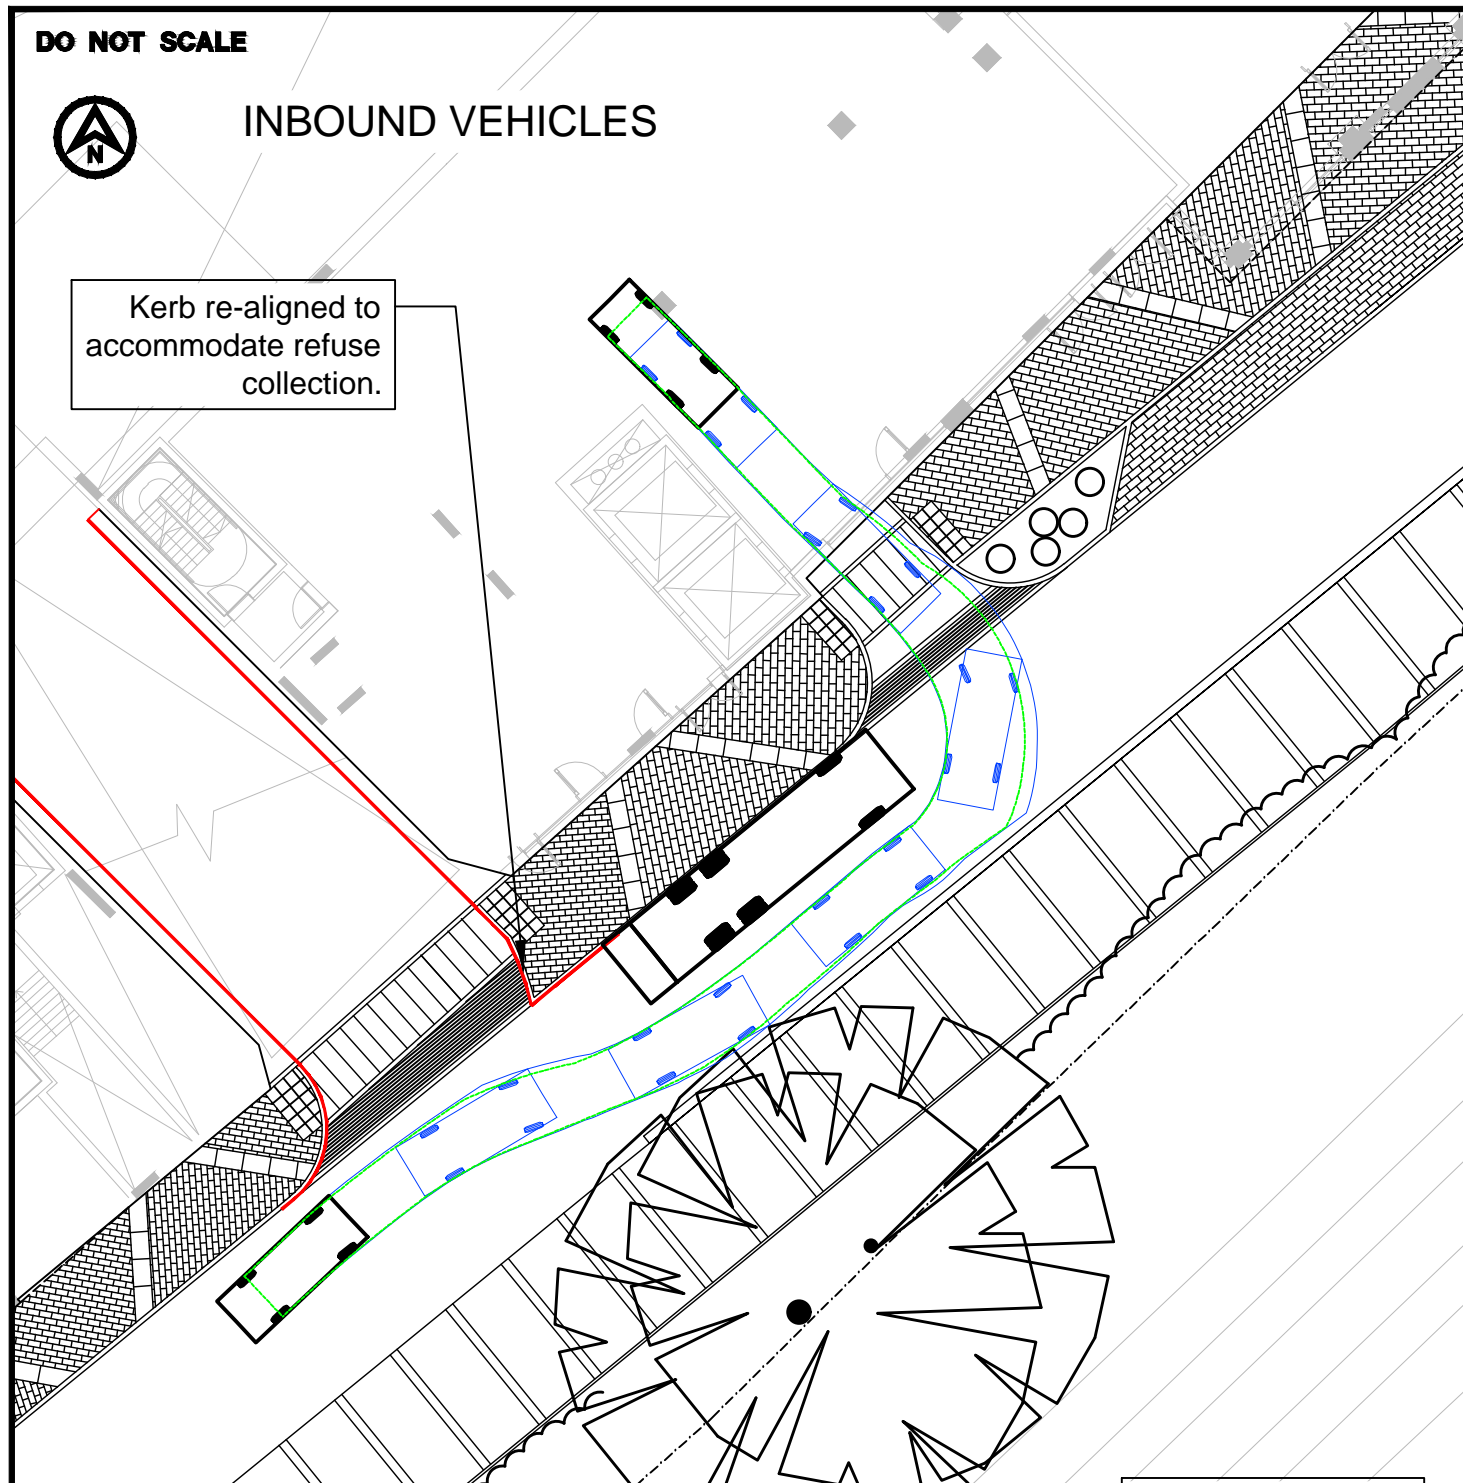 DO NOT SCALE
N
INBOUND VEHICLES
Kerb re-aligned to
accommodate refuse
collection.